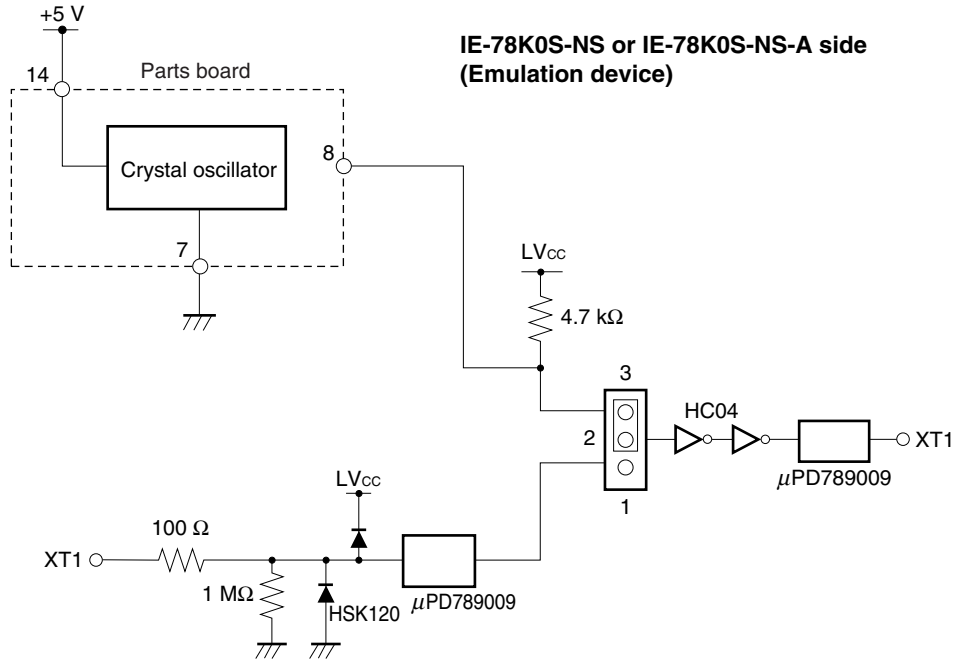 +5 V
IE-78K0S-NS or IE-78K0S-NS-A side
(Emulation device)
14
Parts board
Crystal oscillator
8
7
LVCC
4.7 kΩ
3
HC04
2
XT1
μPD789009
1
LVCC
100 Ω
XT1
1 MΩ
HSK120
μPD789009